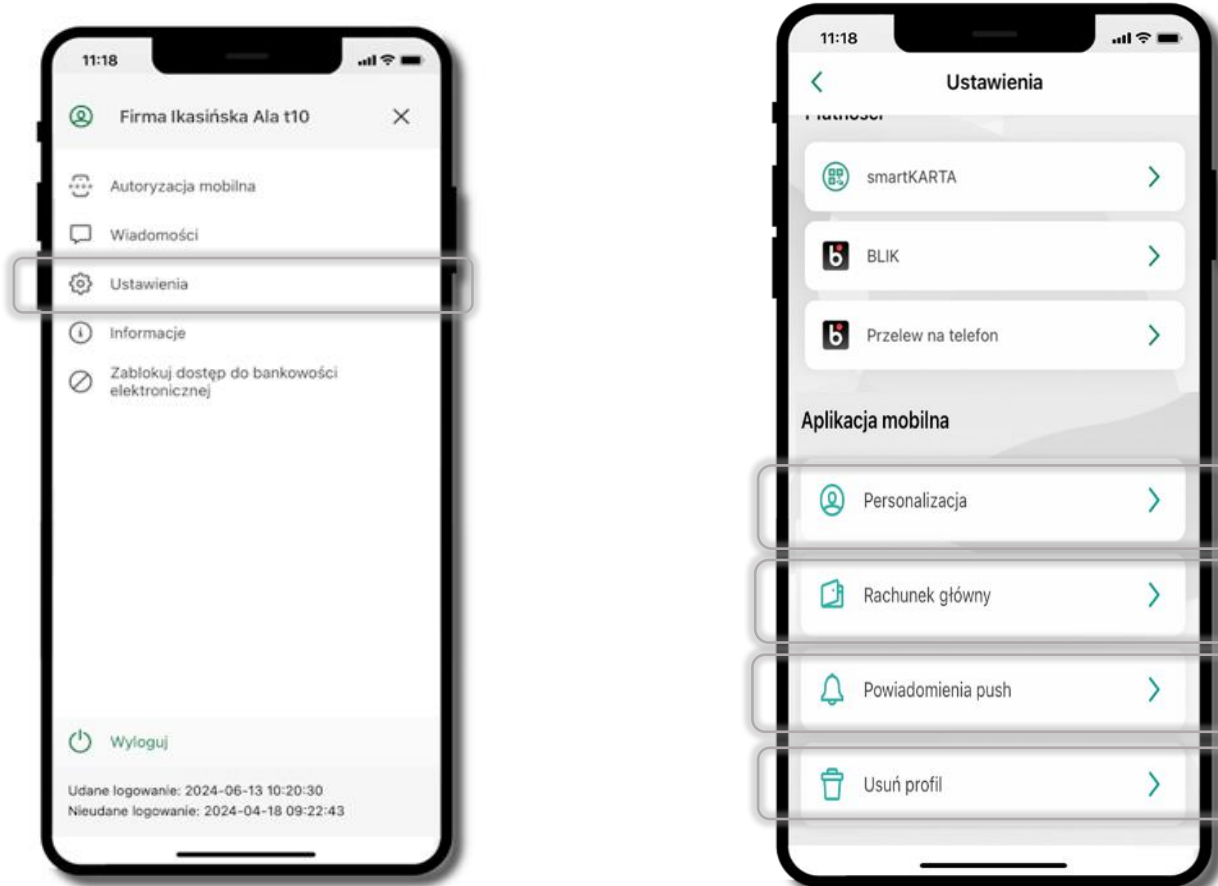 11:18
Firma Ikasińska Ala t10
Autoryzacja mobilna
Wiadomości
Ustawienia
Informacje
Zablokuj dostęp do bankowości
elektronicznej
Wyloguj
Udane logowanie: 2024-06-13 10:20:30
Nieudane logowanie: 2024-04-18 09:22:43
11:18
Ustawienia
Płatności
smartKARTA
BLIK
Przelew na telefon
Aplikacja mobilna
Personalizacja
Rachunek główny
Powiadomienia push
Usuń profil